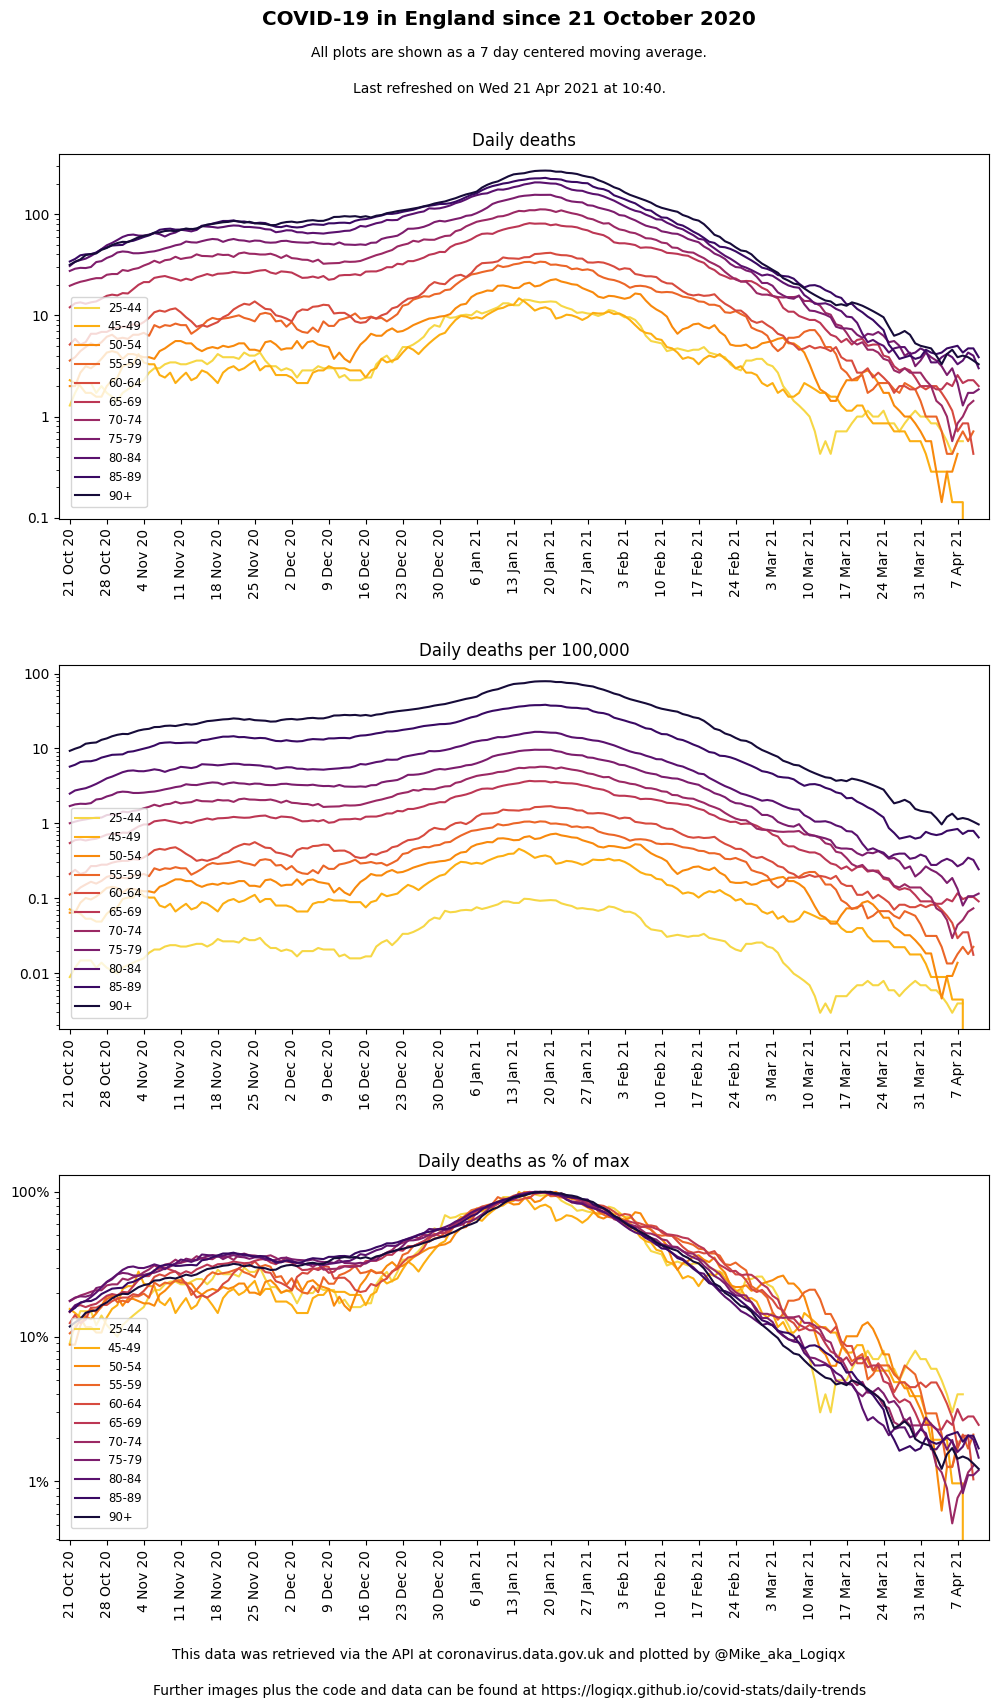 COVID-19 in England since 21 October 2020
All plots are shown as a 7 day centered moving average.
Last refreshed on Wed 21 Apr 2021 at 10:40.
Daily deaths
100
10
1
0.1
25-44
45-49
50-54
55-59
60-64
65-69
70-74
75-79
80-84
85-89
90+
21 Oct 20
28 Oct 20
4 Nov 20
11 Nov 20
18 Nov 20
25 Nov 20
2 Dec 20
9 Dec 20
16 Dec 20
23 Dec 20
30 Dec 20
6 Jan 21
13 Jan 21
20 Jan 21
27 Jan 21
3 Feb 21
10 Feb 21
17 Feb 21
24 Feb 21
3 Mar 21
10 Mar 21
17 Mar 21
24 Mar 21
31 Mar 21
7 Apr 21
Daily deaths per 100,000
100
10
1
0.1
0.01
25-44
45-49
50-54
55-59
60-64
65-69
70-74
75-79
80-84
85-89
90+
21 Oct 20
28 Oct 20
4 Nov 20
11 Nov 20
18 Nov 20
25 Nov 20
2 Dec 20
9 Dec 20
16 Dec 20
23 Dec 20
30 Dec 20
6 Jan 21
13 Jan 21
20 Jan 21
27 Jan 21
3 Feb 21
10 Feb 21
17 Feb 21
24 Feb 21
3 Mar 21
10 Mar 21
17 Mar 21
24 Mar 21
31 Mar 21
7 Apr 21
Daily deaths as % of max
100%
10%
1%
25-44
45-49
50-54
55-59
60-64
65-69
70-74
75-79
80-84
85-89
90+
21 Oct 20
28 Oct 20
4 Nov 20
11 Nov 20
18 Nov 20
25 Nov 20
2 Dec 20
9 Dec 20
16 Dec 20
23 Dec 20
30 Dec 20
6 Jan 21
13 Jan 21
20 Jan 21
27 Jan 21
3 Feb 21
10 Feb 21
17 Feb 21
24 Feb 21
3 Mar 21
10 Mar 21
17 Mar 21
24 Mar 21
31 Mar 21
7 Apr 21
This data was retrieved via the API at coronavirus.data.gov.uk and plotted by @Mike_aka_Logiqx
Further images plus the code and data can be found at https://logiqx.github.io/covid-stats/daily-trends